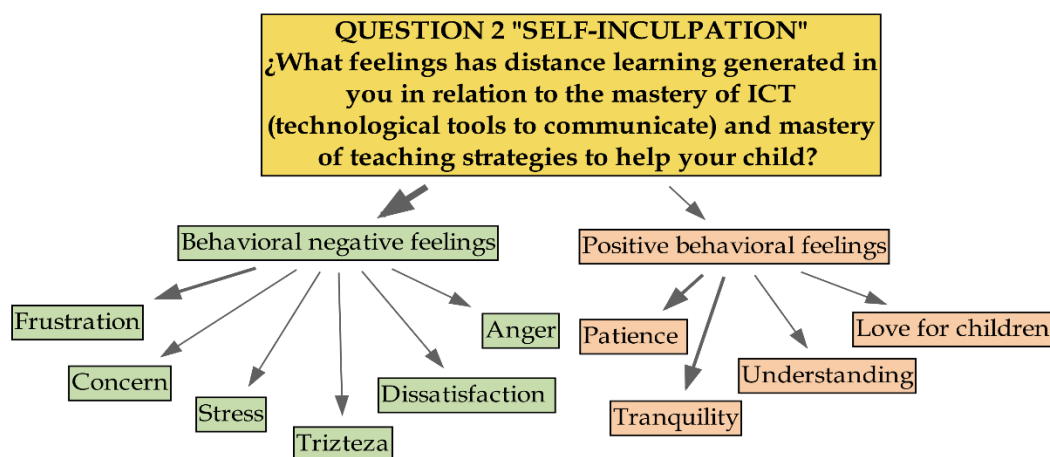 QUESTION 2 "SELF-INCULPATION"
¿What feelings has distance learning generated in
you in relation to the mastery of ICT
(technological tools to communicate) and mastery
of teaching strategies to help your child?
Behavioral negative feelings
Positive behavioral feelings
Frustration
Concern
Stress
Trizteza
Dissatisfaction
Anger
Patience
Tranquility
Understanding
Love for children